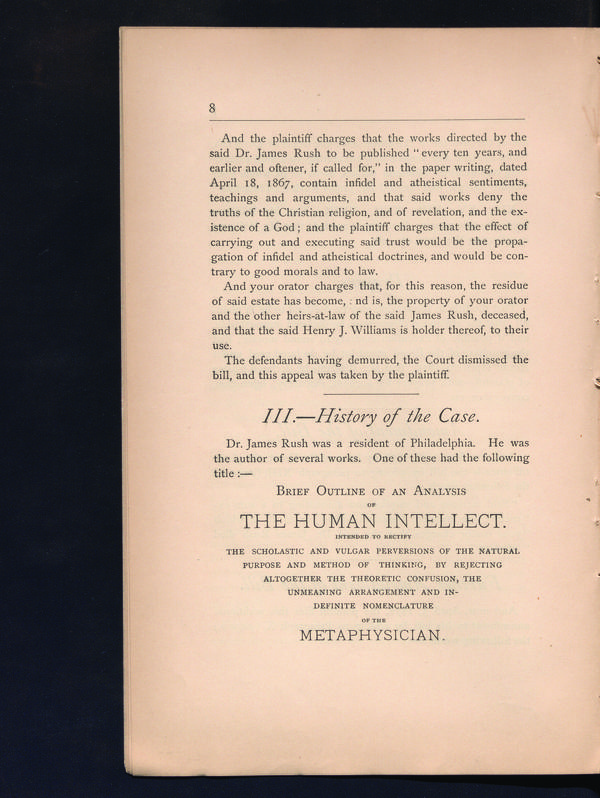 8
And the plaintiff charges that the works directed by the
said Dr. James Rush to be published "every ten years, and
earlier and oftener, if called for," in the paper writing, dated
April 18, 1867, contain infidel and atheistical sentiments,
teachings and arguments, and that said works deny the
truths of the Christian religion, and of revelation, and the ex-
istence of a God; and the plaintiff charges that the effect of
carrying out and executing said trust would be the propa-
gation of infidel and atheistical doctrines, and would be con-
trary to good morals and to law.
And your orator charges that, for this reason, the residue
of said estate has become, nd is, the property of your orator
and the other heirs-at-law of the said James Rush, deceased,
and that the said Henry J. Williams is holder thereof, to their
use.
The defendants having demurred, the Court dismissed the
bill, and this appeal was taken by the plaintiff.
III.—History of the Case.
Dr. James Rush was a resident of Philadelphia. He was
the author of several works. One of these had the following
title:—
BRIEF OUTLINE OF AN ANALYSIS
OF
THE HUMAN INTELLECT.
INTENDED TO RECTIFY
THE SCHOLASTIC AND VULGAR PERVERSIONS OF THE NATURAL
PURPOSE AND METHOD OF THINKING, BY REJECTING
ALTOGETHER THE THEORETIC CONFUSION, THE
UNMEANING ARRANGEMENT AND IN-
DEFINITE NOMENCLATURE
OF THE
METAPHYSICIAN.